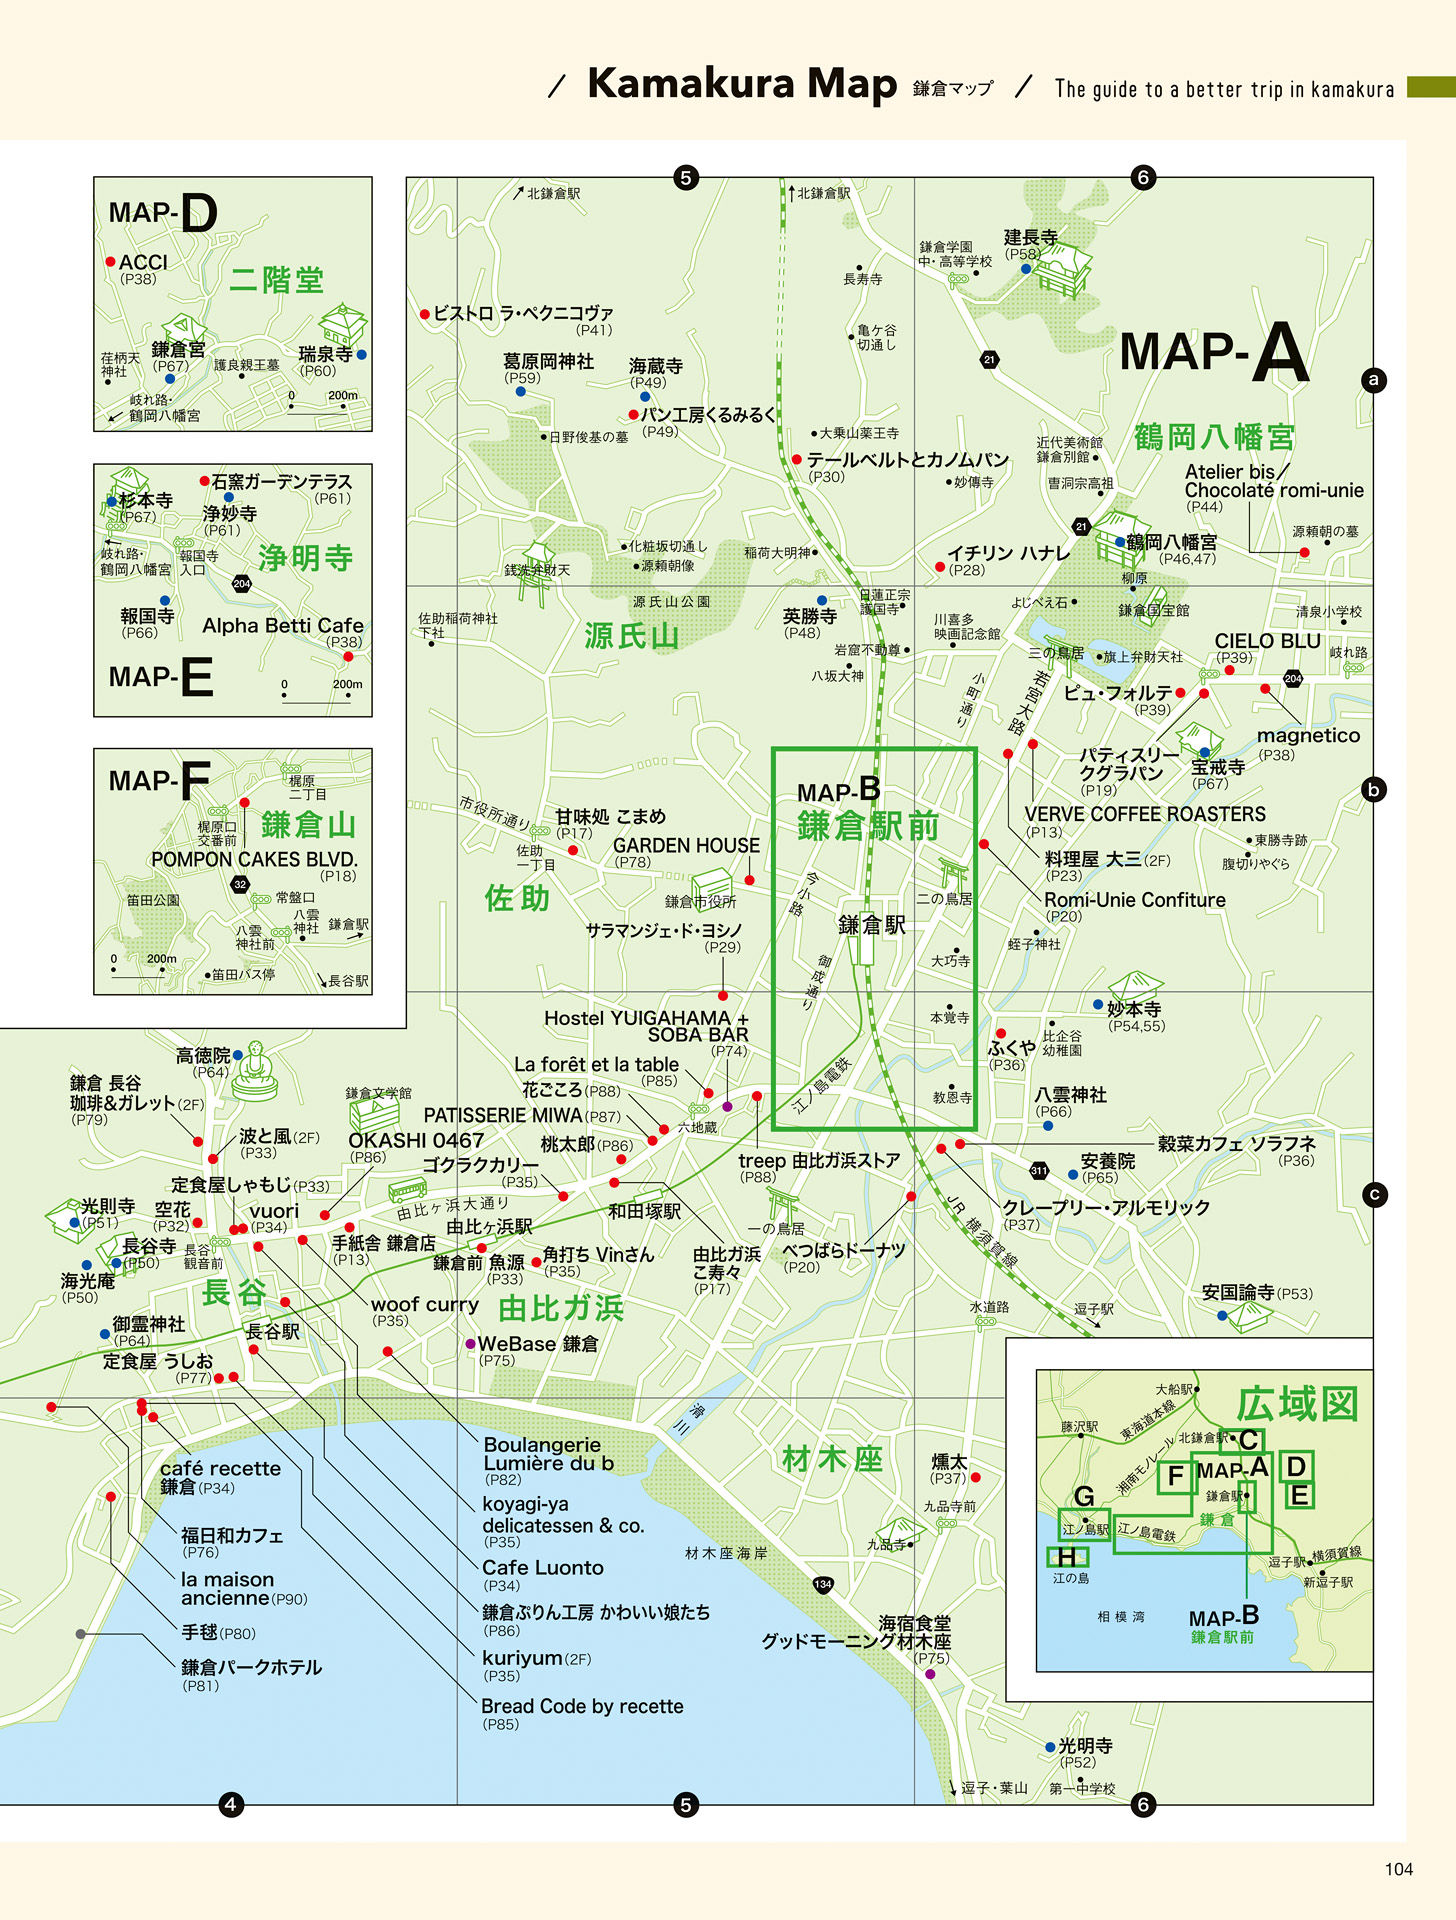 Kamakura Map 鎌倉マップ The guide to a better trip in kamakura
MAP-D
ACCI
(P38)
二階堂
鎌倉宮
(P67)
瑞泉寺
(P60)
荏柄天
神社
護良親王墓
岐れ路・
鶴岡八幡宮
0 200m
石窯ガーデンテラス
(P61)
杉本寺
(P67)
浄妙寺
(P61)
浄明寺
岐れ路・
鶴岡八幡宮
報国寺
入口
204
報国寺
(P66)
Alpha Betti Cafe
(P38)
MAP-E
0 200m
MAP-F
梶原
二丁目
梶原口
交番前
鎌倉山
POMPON CAKES BLVD.
(P18)
32
笛田公園
常盤口
八雲
神社
八雲
神社前
鎌倉駅
0 200m
笛田バス停
長谷駅
5
6
北鎌倉駅
北鎌倉駅
建長寺
(P58)
鎌倉学園
中・高等学校
長寿寺
ビストロ ラ・ペクニコヴァ
(P41)
亀ケ谷
切通し
21
MAP-A
a
葛原岡神社
(P59)
海蔵寺
(P49)
パン工房くるみるく
(P49)
日野俊基の墓
大乗山薬王寺
テールベルトとカノムパン
(P30)
近代美術館
鎌倉別館
鶴岡八幡宮
妙傳寺
曹洞宗高祖
Atelier bis／
Chocolaté romi-unie
(P44)
21
源頼朝の墓
化粧坂切通し
源頼朝像
稲荷大明神
イチリン ハナレ
(P28)
鶴岡八幡宮
(P46,47)
銭洗弁財天
柳原
源氏山公園
日蓮正宗
護国寺
よじべえ石
鎌倉国宝館
清泉小学校
佐助稲荷神社
下社
源氏山
英勝寺
(P48)
川喜多
映画記念館
岩窟不動尊
三の鳥居
旗上弁財天社
CIELO BLU
(P39)
岐れ路
八坂大神
204
小町通り
若宮大路
ピュ・フォルテ
(P39)
magnetico
(P38)
パティスリー
クグラパン
(P19)
宝戒寺
(P67)
b
MAP-B
鎌倉駅前
VERVE COFFEE ROASTERS
(P13)
市役所通り
甘味処 こまめ
(P17)
GARDEN HOUSE
(P78)
佐助
一丁目
東勝寺跡
腹切りやぐら
料理屋 大三(2F)
(P23)
佐助
鎌倉市役所
今小路
二の鳥居
Romi-Unie Confiture
(P20)
鎌倉駅
サラマンジェ・ド・ヨシノ
(P29)
蛭子神社
御成通り
大巧寺
妙本寺
(P54,55)
本覚寺
Hostel YUIGAHAMA +
SOBA BAR
(P74)
ふくや
(P36)
比企谷
幼稚園
高徳院
(P64)
La forêt et la table
(P85)
花ごころ(P88)
江ノ島電鉄
教恩寺
八雲神社
(P66)
鎌倉 長谷
珈琲&ガレット(2F)
(P79)
鎌倉文学館
PATISSERIE MIWA(P87)
六地蔵
波と風(2F)
(P33)
OKASHI 0467
(P86)
桃太郎(P86)
treep 由比ガ浜ストア
(P88)
穀菜カフェ ソラフネ
(P36)
311
安養院
(P65)
ゴクラクカリー
(P35)
定食屋しゃもじ(P33)
光則寺
(P51)
空花
(P32)
vuori
(P34)
由比ヶ浜大通り
和田塚駅
一の鳥居
クレープリー・アルモリック
(P37)
c
由比ヶ浜駅
JR 横須賀線
手紙舎 鎌倉店
(P13)
長谷寺
(P50)
長谷
観音前
鎌倉前 魚源
(P33)
角打ち Vinさん
(P35)
由比ガ浜
こ寿々
(P17)
べつばらドーナツ
(P20)
海光庵
(P50)
長谷
woof curry
(P35)
由比ガ浜
安国論寺(P53)
水道路
逗子駅
御霊神社
(P64)
長谷駅
WeBase 鎌倉
(P75)
定食屋 うしお
(P77)
滑川
Boulangerie
Lumière du b
(P82)
材木座
燻太
(P37)
café recette
鎌倉(P34)
koyagi-ya
delicatessen & co.
(P35)
九品寺前
九品寺
福日和カフェ
(P76)
Cafe Luonto
(P34)
材木座海岸
la maison
ancienne(P90)
134
手毬(P80)
鎌倉ぷりん工房 かわいい娘たち
(P86)
海宿食堂
グッドモーニング材木座
(P75)
kuriyum(2F)
(P35)
鎌倉パークホテル
(P81)
Bread Code by recette
(P85)
光明寺
(P52)
逗子・葉山
第一中学校
広域図
大船駅
藤沢駅
東海道本線
北鎌倉駅
C
湘南モノレール
F
MAP-A
D
鎌倉駅
E
G
鎌倉
江ノ島駅
江ノ島電鉄
H
江の島
逗子駅
横須賀線
新逗子駅
相模湾
MAP-B
鎌倉駅前
4
5
6
104